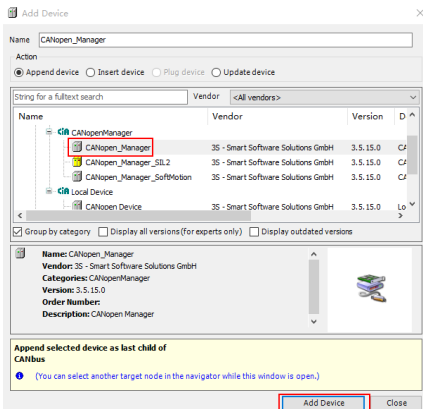 Add Device
Name CANopen_Manager
Action
Append device Insert device Plug device Update device
String for a fulltext search Vendor <All vendors>
Name Vendor Version D
CiA CANopenManager
CANopen_Manager 3S - Smart Software Solutions GmbH 3.5.15.0 CA
CANopen_Manager_SIL2 3S - Smart Software Solutions GmbH 3.5.15.0 CA
CANopen_Manager_SoftMotion 3S - Smart Software Solutions GmbH 3.5.15.0 CA
CiA Local Device
CANopen Device 3S - Smart Software Solutions GmbH 3.5.15.0 Lo
Group by category Display all versions(for experts only) Display outdated versions
Name: CANopen_Manager
Vendor: 3S - Smart Software Solutions GmbH
Categories: CANopenManager
Version: 3.5.15.0
Order Number:
Description: CANopen Manager
Append selected device as last child of
CANbus
(You can select another target node in the navigator while this window is open.)
Add Device Close